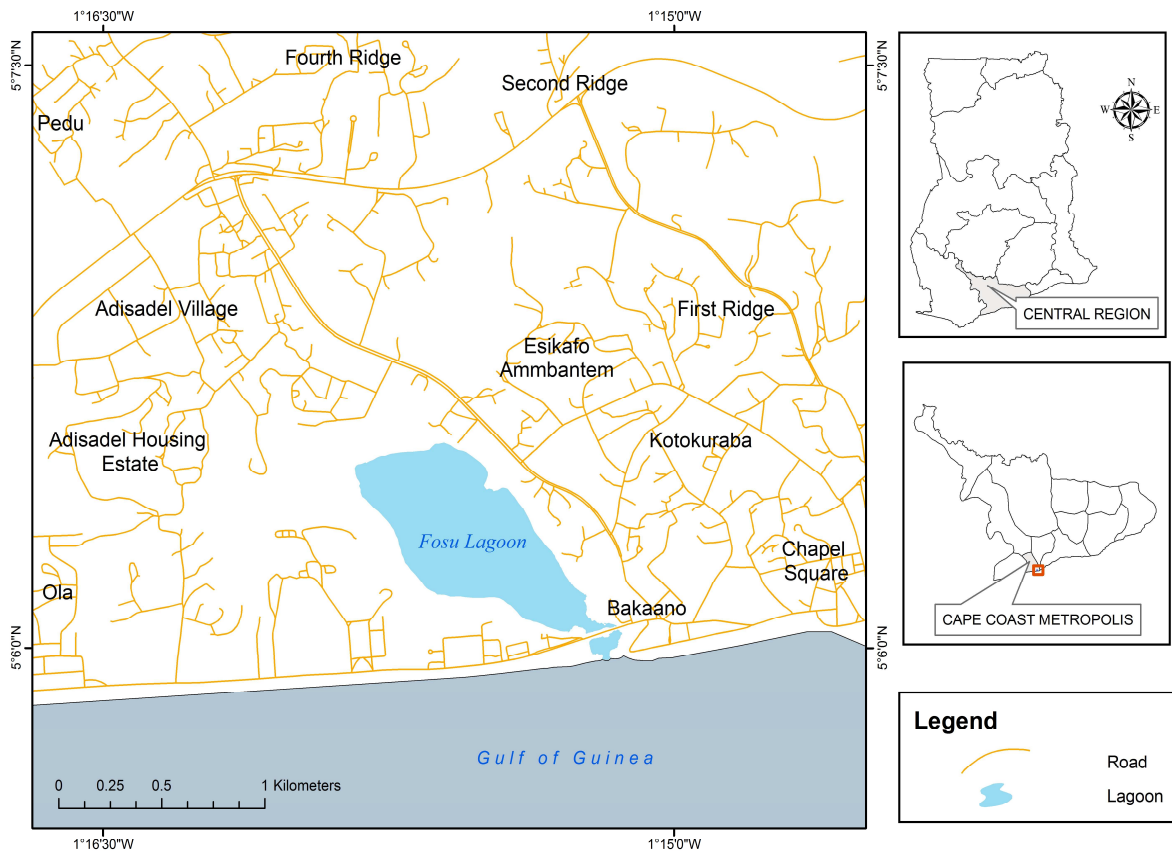 1°16'30"W
1°15'0"W
5°7'30"N
5°7'30"N
Fourth Ridge
Second Ridge
Pedu
Adisadel Village
First Ridge
Esikafo
Ammbantem
Adisadel Housing
Estate
Kotokuraba
Fosu Lagoon
Chapel
Square
Ola
Bakaano
5°6'0"N
5°6'0"N
Gulf of Guinea
0 0.25 0.5 1 Kilometers
1°16'30"W
1°15'0"W
N
W E
S
CENTRAL REGION
CAPE COAST METROPOLIS
Legend
Road
Lagoon